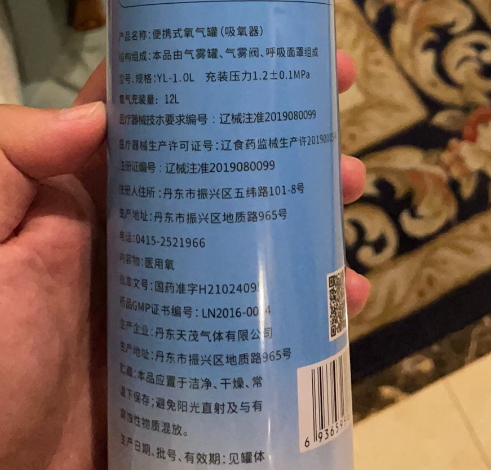 产品名称:便携式氧气罐(吸氧器)
结构组成:本品由气雾罐、气雾阀、呼吸面罩组成
型号.规格:YL-1.0L 充装压力1.2±0.1MPa
氧气充装量: 12L
医疗器械技术要求编号:辽械注准2019080099
医疗器械生产许可证号:辽食药监械生产许2019
注册证编号:辽械注准2019080099
注册人住所:丹东市振兴区五纬路101-8号
生产地址:丹东市振兴区地质路965号
电话:0415-2521966
内容物:医用氧
批准文号:国药准字H2102409
药品GMP证书编号:LN2016-00
生产企业:丹东天茂气体有限公司
生产地址:丹东市振兴区地质路965号
贮藏:本品应置于洁净、干燥、常
温下保存;避免阳光直射及与有
腐蚀性物质混放。
生产日期、批号、有效期:见罐体
6 9365